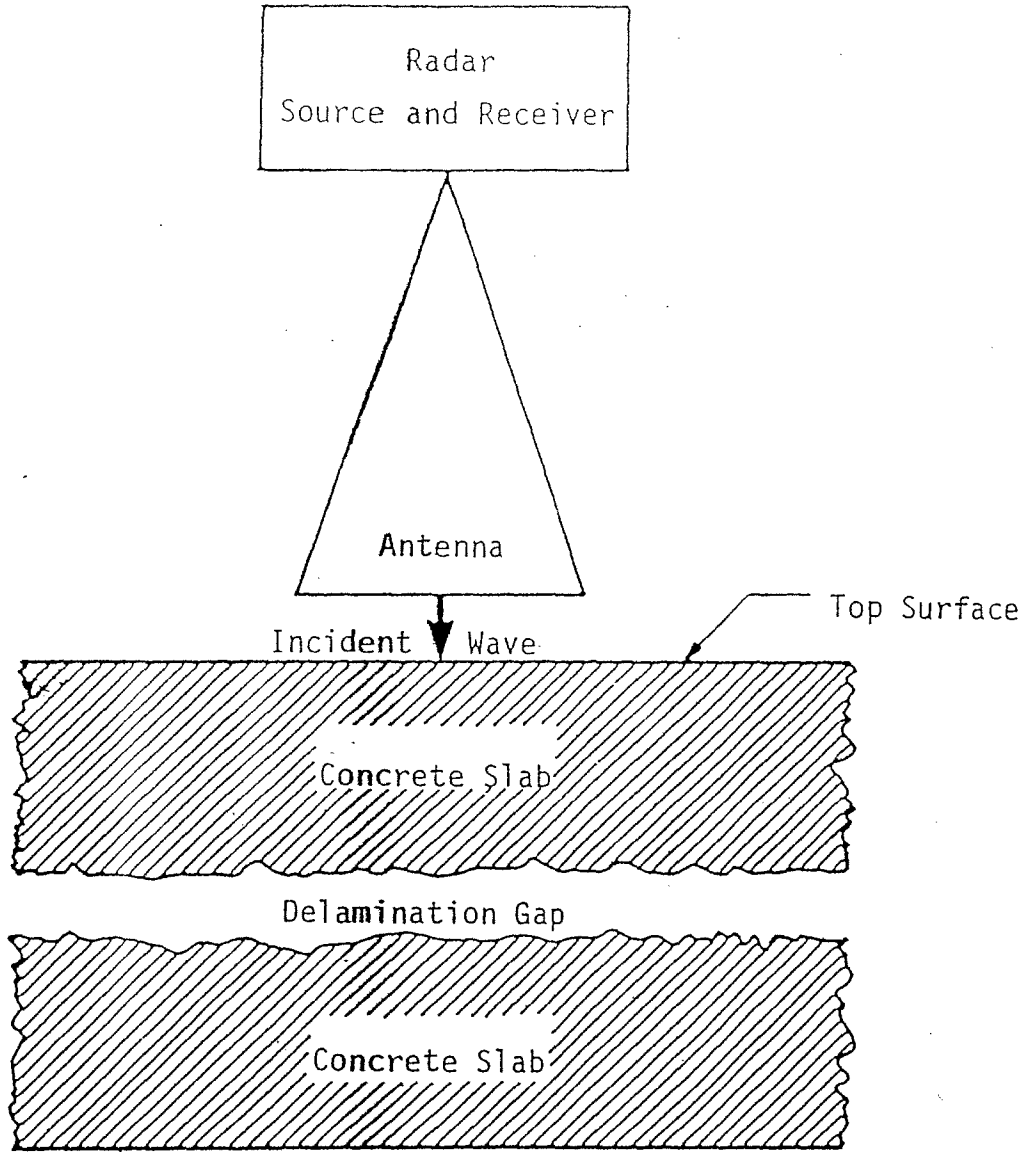 Radar
Source and Receiver
Antenna
Top Surface
Incident Wave
Concrete Slab
Delamination Gap
Concrete Slab